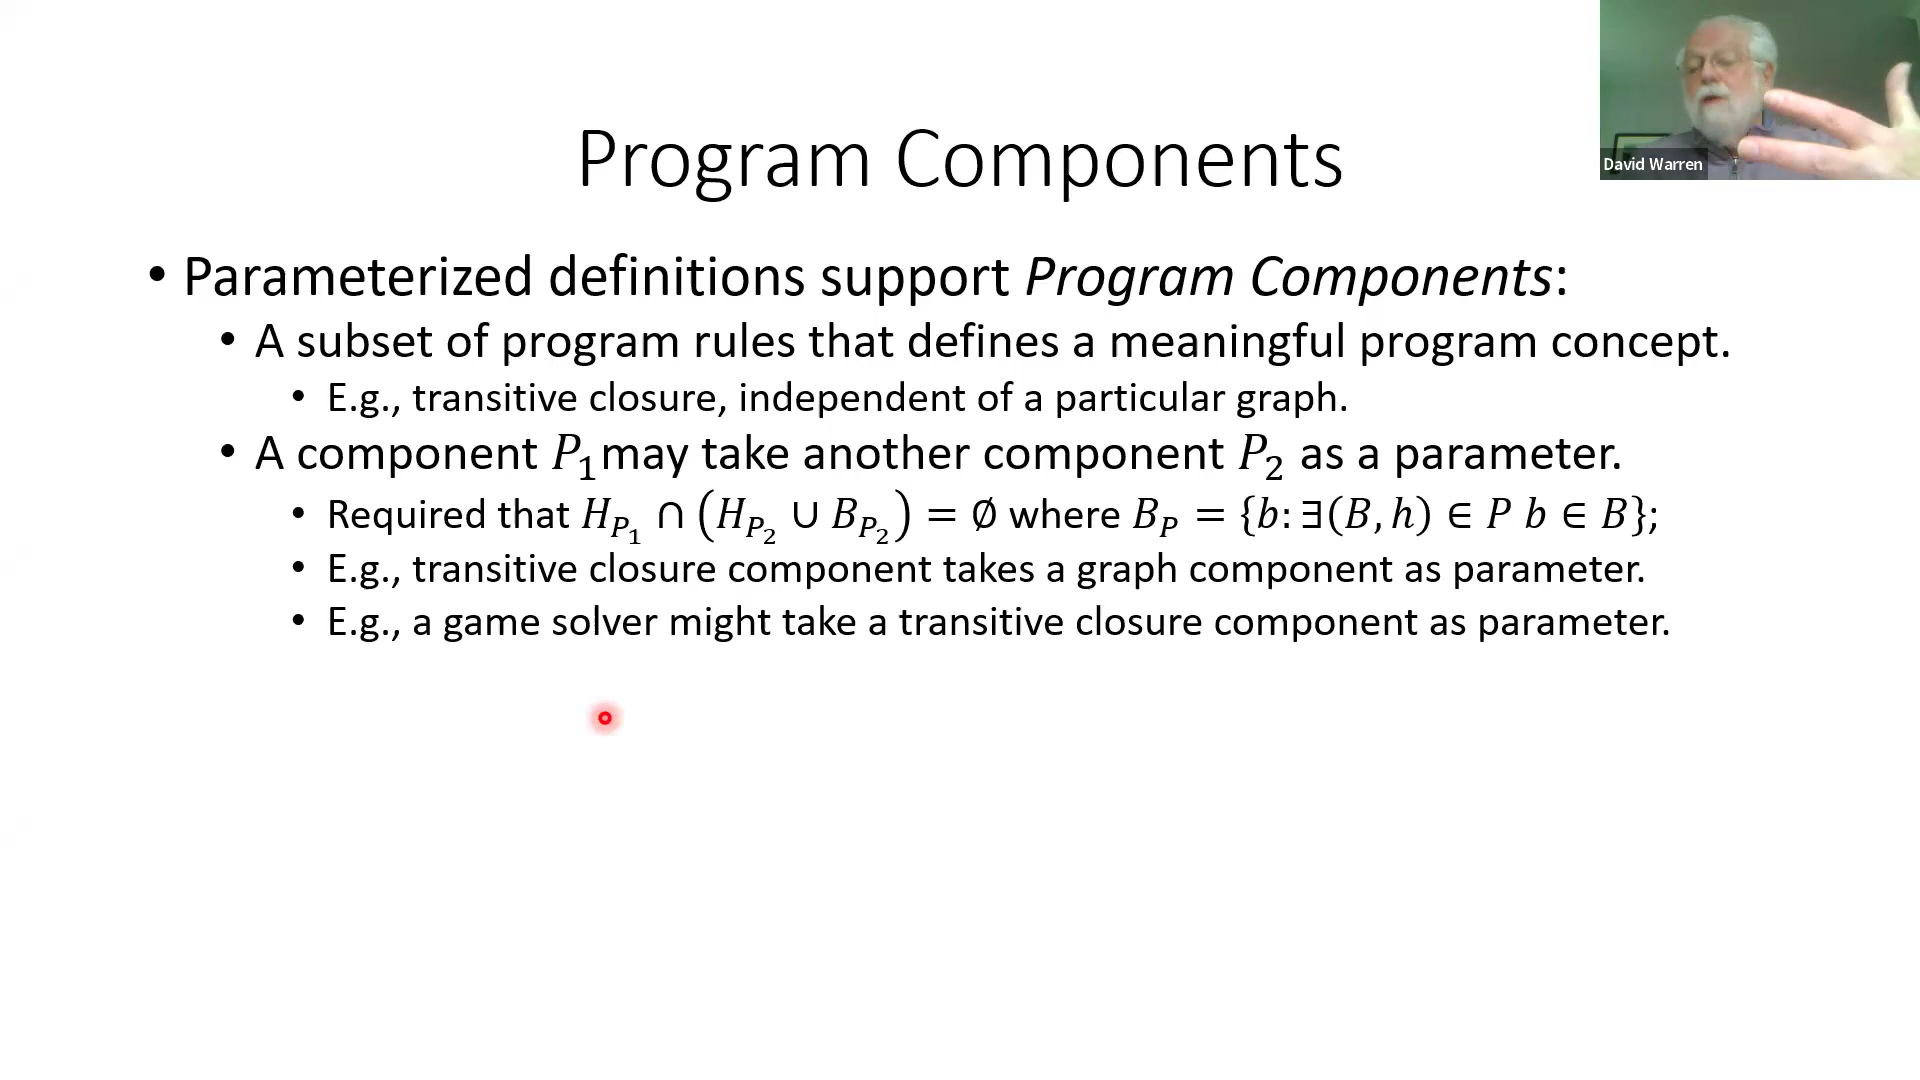 Program Components
David Warren
• Parameterized definitions support Program Components:
• A subset of program rules that defines a meaningful program concept.
• E.g., transitive closure, independent of a particular graph.
• A component 𝑃₁may take another component 𝑃₂ as a parameter.
• Required that 𝐻_{𝑃₁} ∩ (𝐻_{𝑃₂} ∪ 𝐵_{𝑃₂}) = ∅ where 𝐵_𝑃 = {𝑏: ∃(𝐵, ℎ) ∈ 𝑃 𝑏 ∈ 𝐵};
• E.g., transitive closure component takes a graph component as parameter.
• E.g., a game solver might take a transitive closure component as parameter.